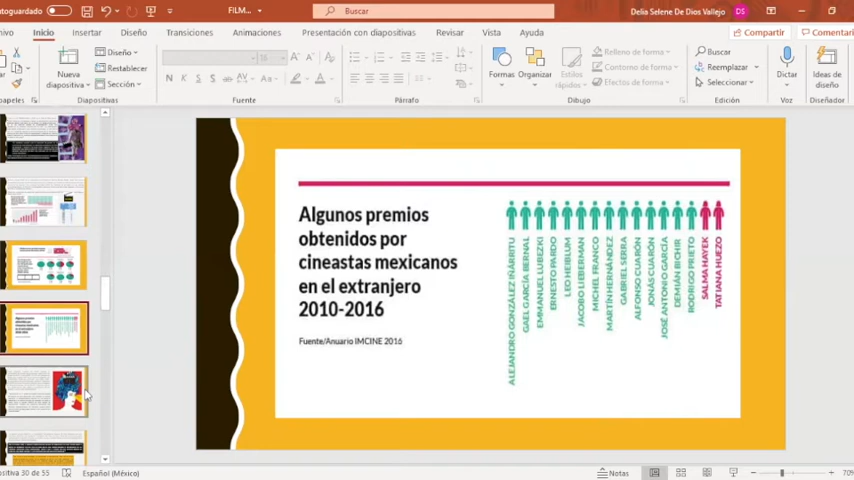 Autoguardado
FILM...
Buscar
Delia Selene De Dios Vallejo
DS
Inicio
Insertar
Diseño
Transiciones
Animaciones
Presentación con diapositivas
Revisar
Vista
Ayuda
Compartir
Comentari
Nueva
diapositiva
Diseño
Restablecer
Sección
Formas
Organizar
Estilos
rápidos
Relleno de forma
Contorno de forma
Efectos de forma
Buscar
Reemplazar
Seleccionar
Dictar
Ideas de
diseño
Diapositivas
Fuente
Párrafo
Dibujo
Edición
Voz
Diseñador
Algunos premios
obtenidos por
cineastas mexicanos
en el extranjero
2010-2016
Fuente/Anuario IMCINE 2016
ALEJANDRO GONZÁLEZ IÑÁRRITU
GAEL GARCÍA BERNAL
EMMANUEL LUBEZKI
ERNESTO PARDO
LEO HEIBLUM
JACOBO LIEBERMAN
MICHEL FRANCO
MARTÍN HERNÁNDEZ
GABRIEL SERRA
ALFONSO CUARÓN
JONÁS CUARÓN
JOSÉ ANTONIO GARCÍA
DEMIÁN BICHIR
RODRIGO PRIETO
SALMA HAYEK
TATIANA HUEZO
positiva 30 de 55
Español (México)
Notas
70%